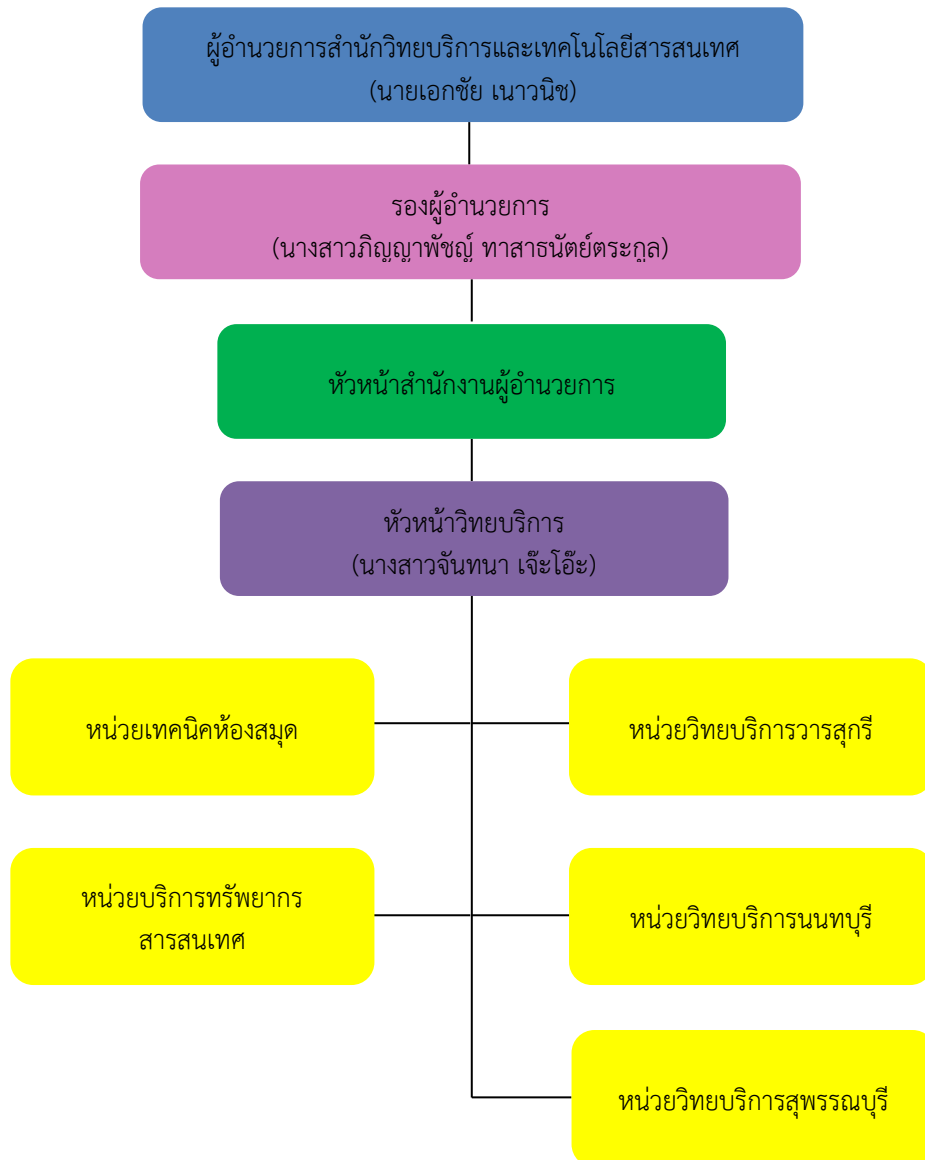 ผู้อำนวยการสำนักวิทยบริการและเทคโนโลยีสารสนเทศ
(นายเอกชัย เนาวนิช)
รองผู้อำนวยการ
(นางสาวภิญญาพัชญ์ ทาสาธนัตย์ตระกูล)
หัวหน้าสำนักงานผู้อำนวยการ
หัวหน้าวิทยบริการ
(นางสาวจันทนา เจ๊ะโอ๊ะ)
หน่วยเทคนิคห้องสมุด
หน่วยวิทยบริการวารสุกรี
หน่วยบริการทรัพยากร
สารสนเทศ
หน่วยวิทยบริการนนทบุรี
หน่วยวิทยบริการสุพรรณบุรี